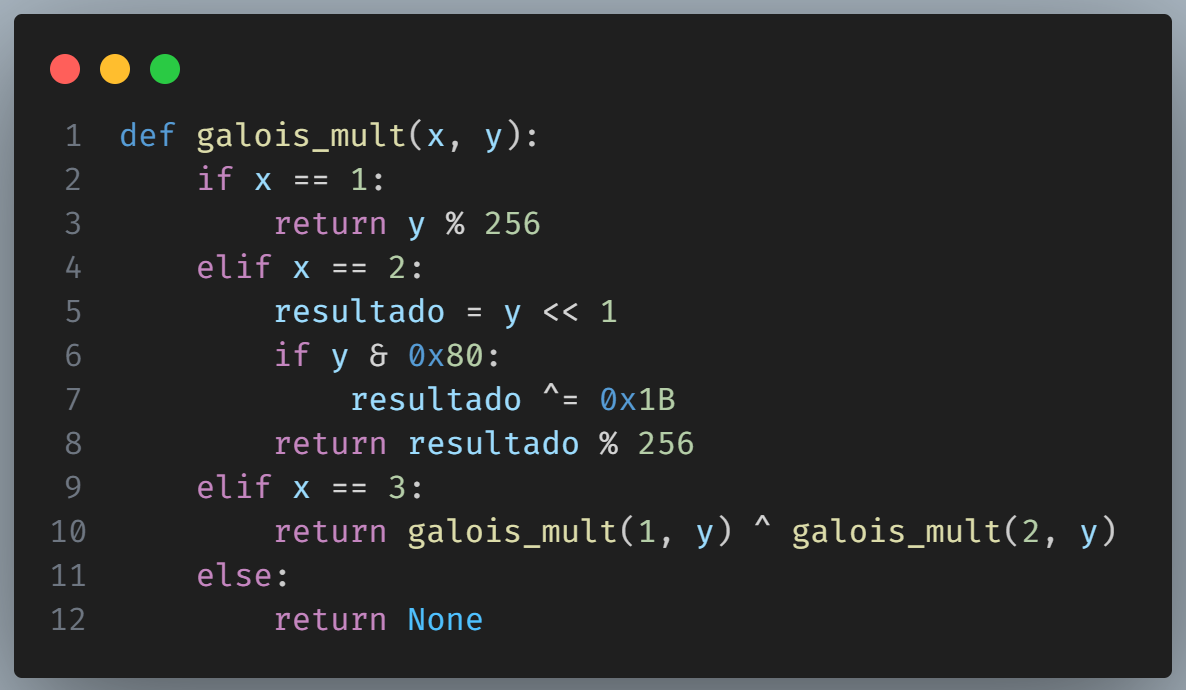 1 def galois_mult(x, y):
2     if x == 1:
3         return y % 256
4     elif x == 2:
5         resultado = y << 1
6         if y & 0x80:
7             resultado ^= 0x1B
8         return resultado % 256
9     elif x == 3:
10         return galois_mult(1, y) ^ galois_mult(2, y)
11     else:
12         return None